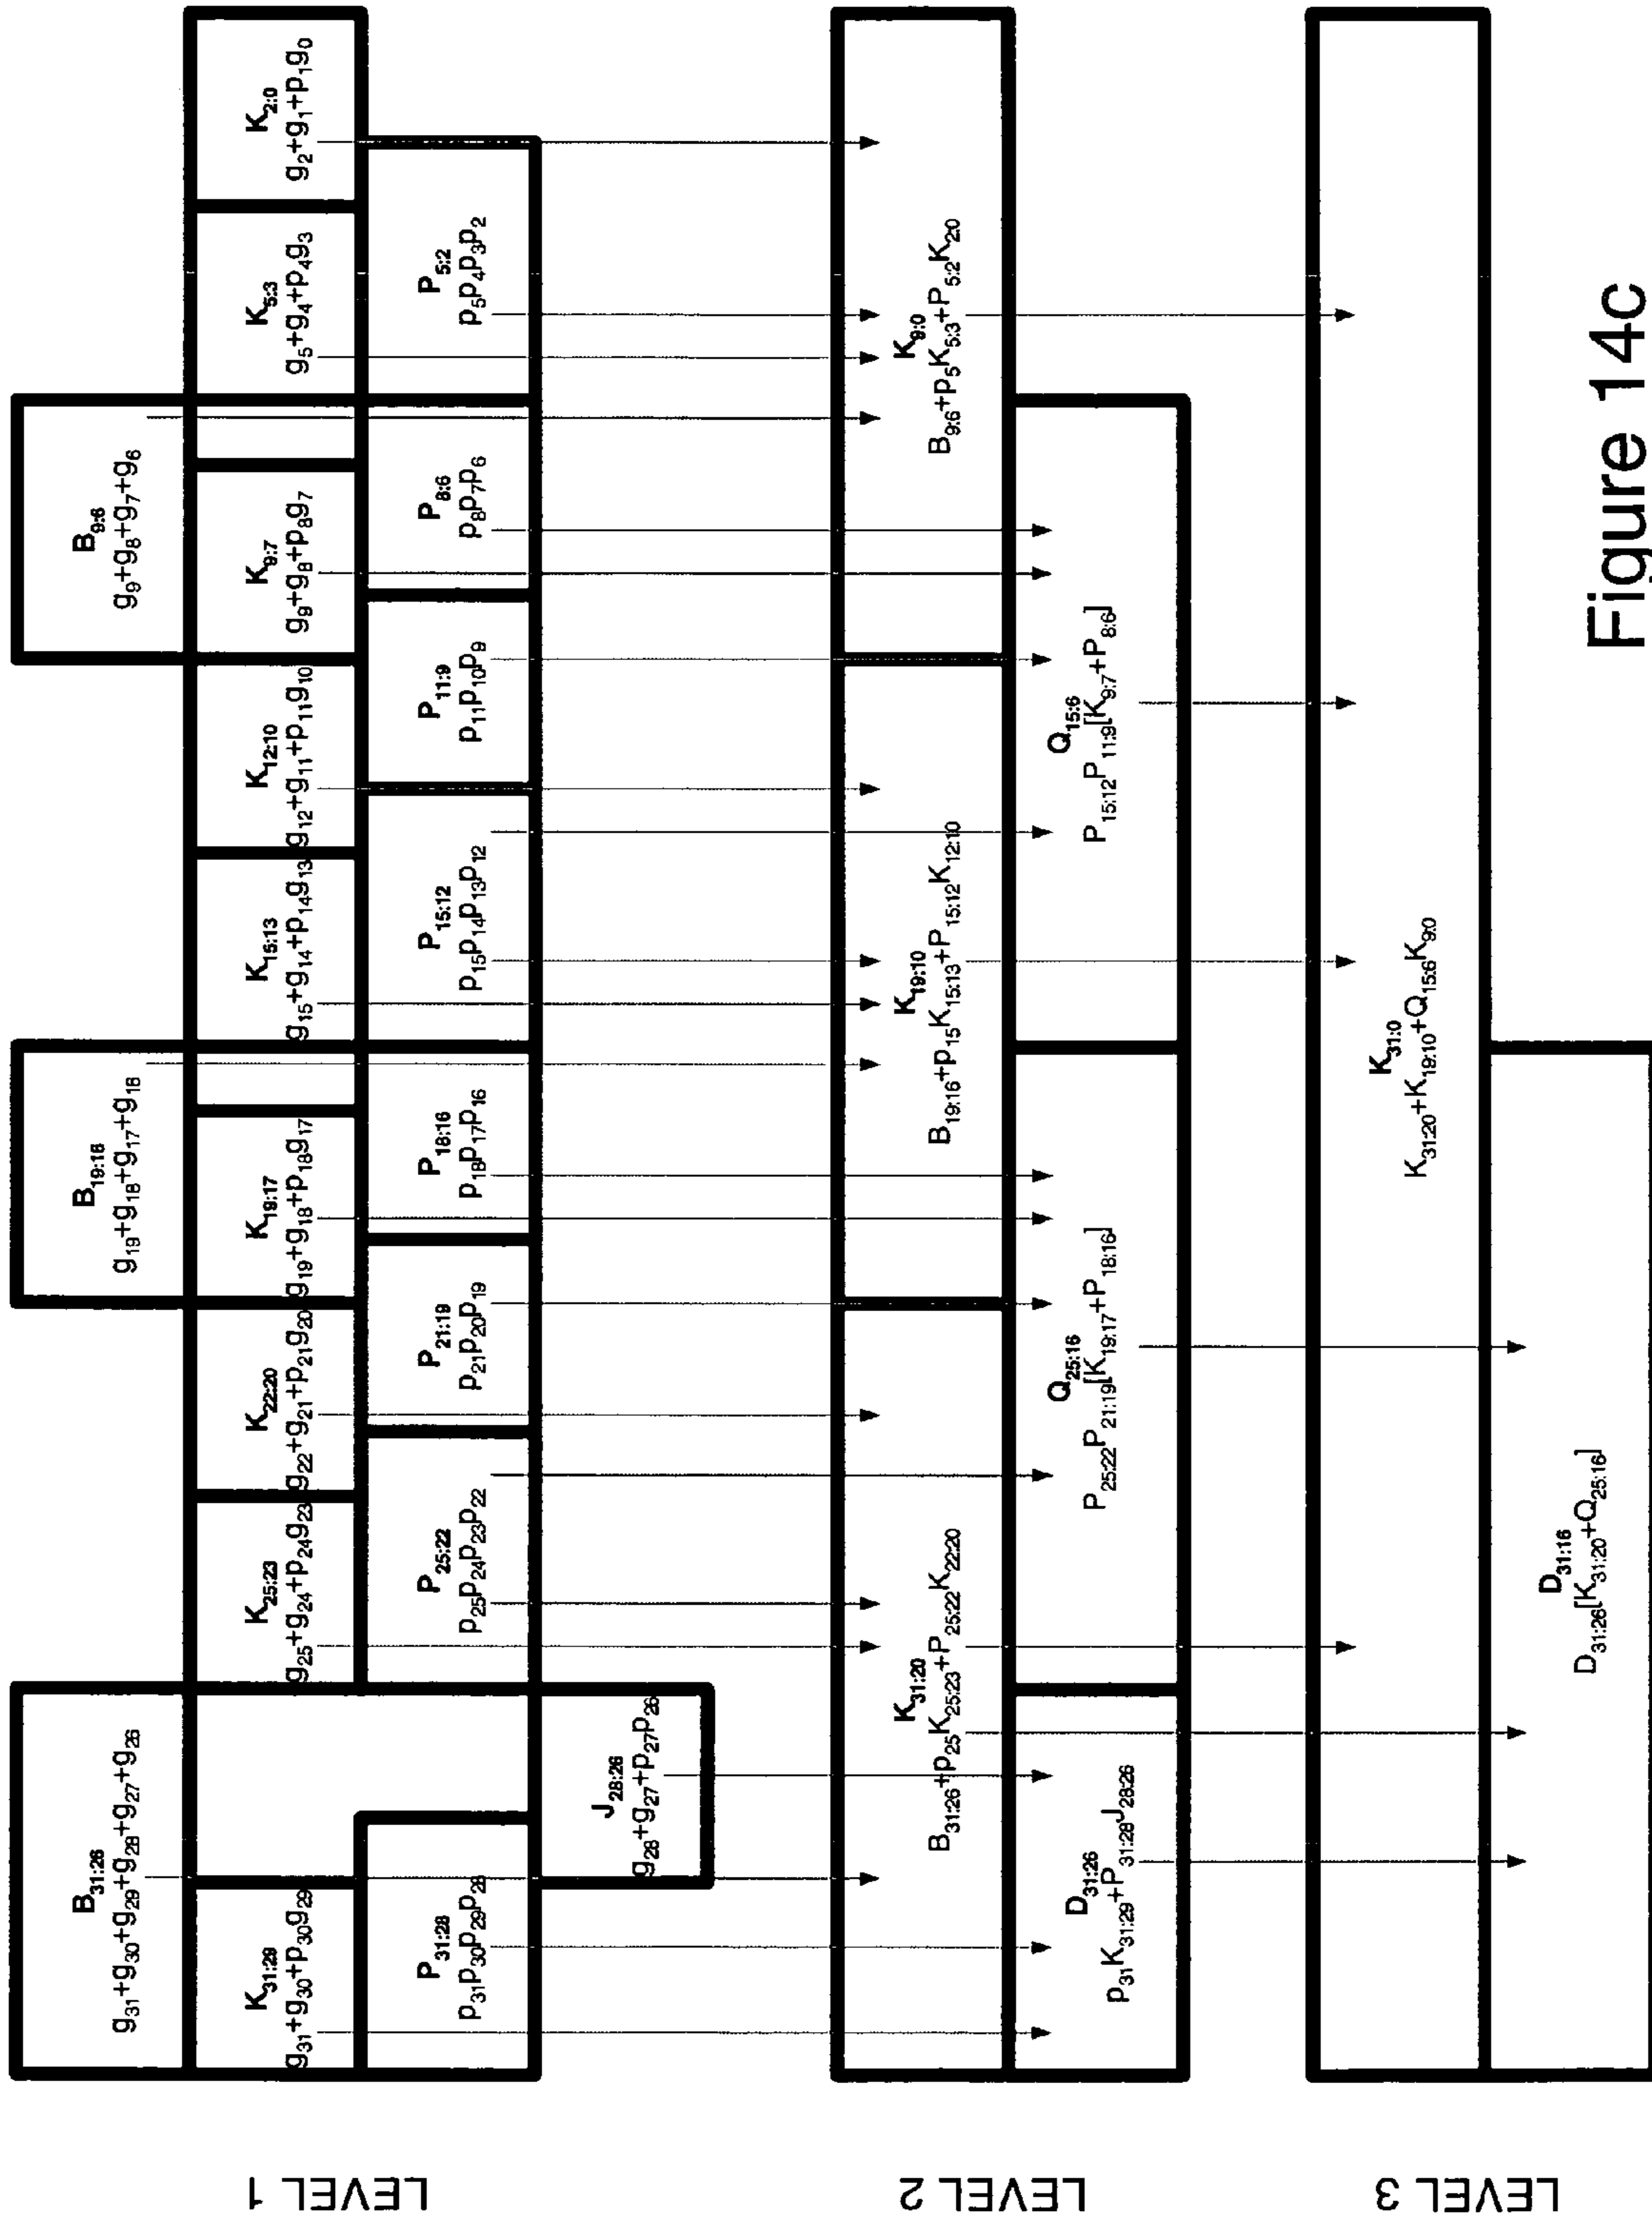 LEVEL 1
B31:26
g31+g30+g29+g28+g27+g26
B19:16
g19+g18+g17+g16
B9:6
g9+g8+g7+g6
K31:29
g31+g30+p30g29
K25:23
g25+g24+p24g23
K22:20
g22+g21+p21g20
K19:17
g19+g18+p18g17
K15:13
g15+g14+p14g13
K12:10
g12+g11+p11g10
K9:7
g9+g8+p8g7
K5:3
g5+g4+p4g3
K2:0
g2+g1+p1g0
P31:28
p31p30p29p28
P25:22
p25p24p23p22
P21:19
p21p20p19
P18:16
p18p17p16
P15:12
p15p14p13p12
P11:9
p11p10p9
P8:6
p8p7p6
P5:2
p5p4p3p2
J28:26
g28+g27+p27p26
LEVEL 2
K31:20
B31:26+p25K25:23+P25:22K22:20
K19:10
B19:16+p15K15:13+P15:12K12:10
K9:0
B9:6+p5K5:3+P5:2K2:0
D31:26
p31K31:29+P31:28J28:26
Q25:16
P25:22P21:19[K19:17+P18:16]
Q15:6
P15:12P11:9[K9:7+P8:6]
LEVEL 3
K31:0
K31:20+K19:10+Q15:6K9:0
D31:16
D31:26[K31:20+Q25:16]
Figure 14c